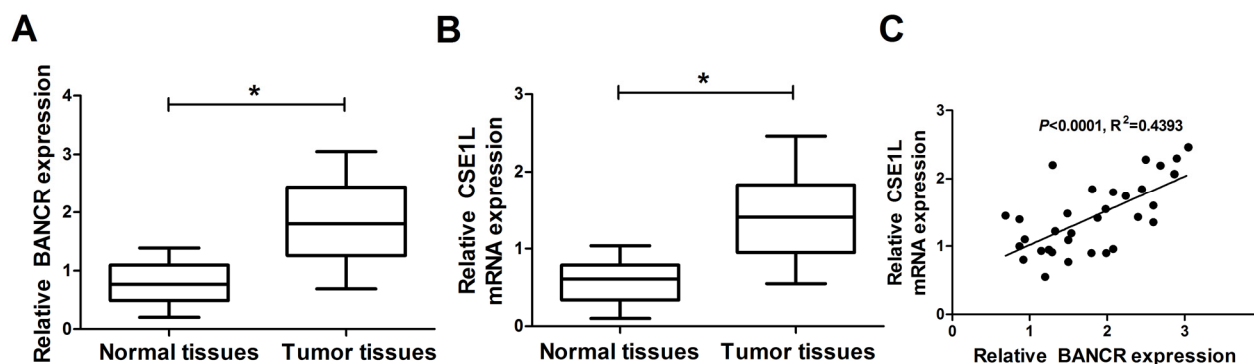 A
Relative BANCR expression
4
3
2
1
0
*
Normal tissues
Tumor tissues
B
Relative CSE1L
mRNA expression
3
2
1
0
*
Normal tissues
Tumor tissues
C
Relative CSE1L
mRNA expression
3
2
1
0
P<0.0001, R²=0.4393
0
1
2
3
Relative BANCR expression